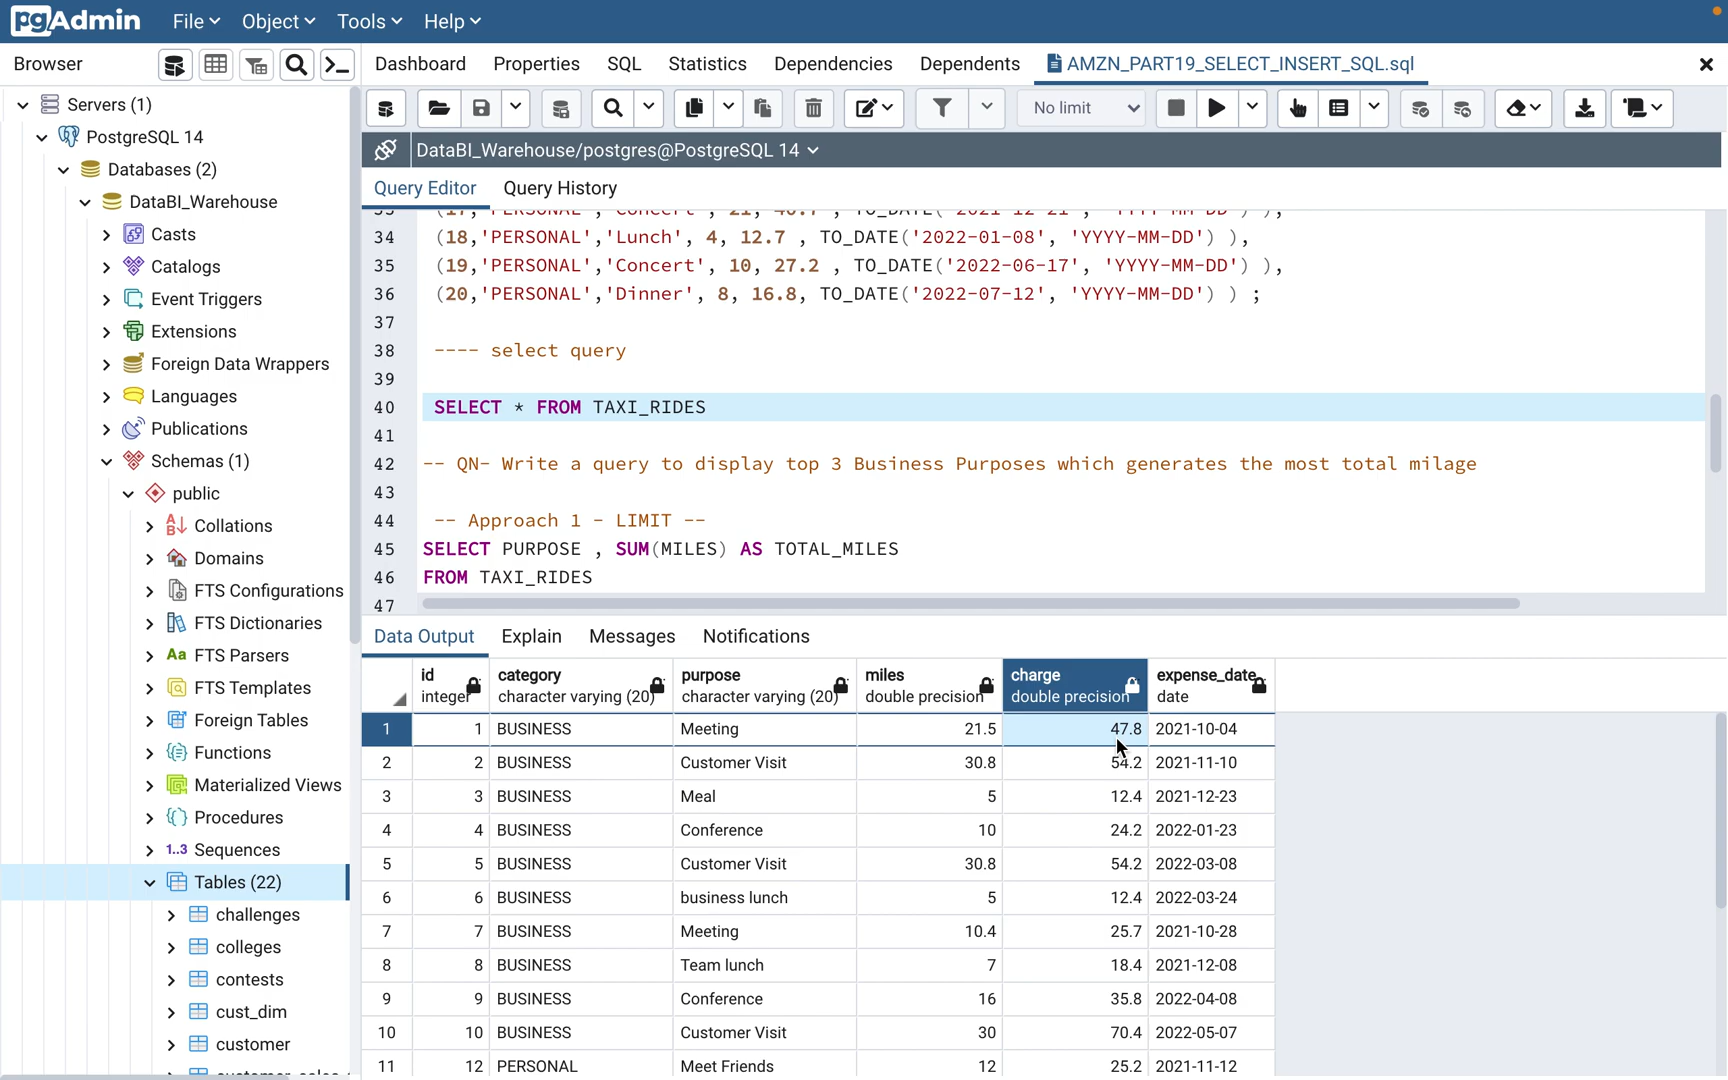 pgAdmin File Object Tools Help
Browser
Dashboard Properties SQL Statistics Dependencies Dependents AMZN_PART19_SELECT_INSERT_SQL.sql
No limit
DataBI_Warehouse/postgres@PostgreSQL 14
Query Editor Query History
Servers (1)
PostgreSQL 14
Databases (2)
DataBI_Warehouse
Casts
Catalogs
Event Triggers
Extensions
Foreign Data Wrappers
Languages
Publications
Schemas (1)
public
Collations
Domains
FTS Configurations
FTS Dictionaries
Aa FTS Parsers
FTS Templates
Foreign Tables
Functions
Materialized Views
Procedures
1..3 Sequences
Tables (22)
challenges
colleges
contests
cust_dim
customer
34 (18,'PERSONAL','Lunch', 4, 12.7 , TO_DATE('2022-01-08', 'YYYY-MM-DD') ),
35 (19,'PERSONAL','Concert', 10, 27.2 , TO_DATE('2022-06-17', 'YYYY-MM-DD') ),
36 (20,'PERSONAL','Dinner', 8, 16.8, TO_DATE('2022-07-12', 'YYYY-MM-DD') ) ;
37
38 ---- select query
39
40 SELECT * FROM TAXI_RIDES
41
42 -- QN- Write a query to display top 3 Business Purposes which generates the most total milage
43
44 -- Approach 1 - LIMIT --
45 SELECT PURPOSE , SUM(MILES) AS TOTAL_MILES
46 FROM TAXI_RIDES
47
Data Output Explain Messages Notifications
id category purpose miles charge expense_date
integer character varying (20) character varying (20) double precision double precision date
1 1 BUSINESS Meeting 21.5 47.8 2021-10-04
2 2 BUSINESS Customer Visit 30.8 54.2 2021-11-10
3 3 BUSINESS Meal 5 12.4 2021-12-23
4 4 BUSINESS Conference 10 24.2 2022-01-23
5 5 BUSINESS Customer Visit 30.8 54.2 2022-03-08
6 6 BUSINESS business lunch 5 12.4 2022-03-24
7 7 BUSINESS Meeting 10.4 25.7 2021-10-28
8 8 BUSINESS Team lunch 7 18.4 2021-12-08
9 9 BUSINESS Conference 16 35.8 2022-04-08
10 10 BUSINESS Customer Visit 30 70.4 2022-05-07
11 12 PERSONAL Meet Friends 12 25.2 2021-11-12